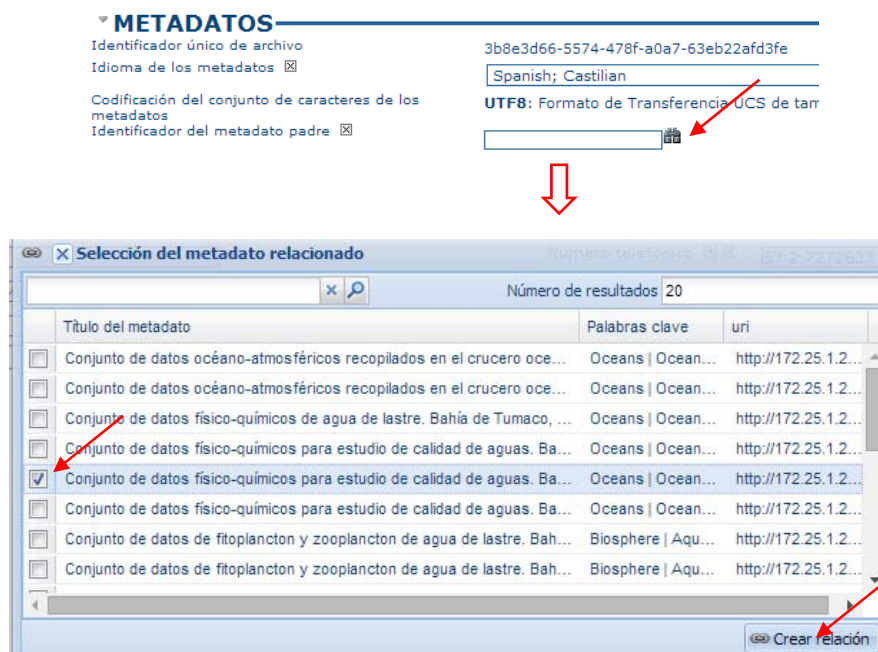 METADATOS
Identificador único de archivo 3b8e3d66-5574-478f-a0a7-63eb22afd3fe
Idioma de los metadatos Spanish; Castilian
Codificación del conjunto de caracteres de los UTF8: Formato de Transferencia UCS de tam
metadatos
Identificador del metadato padre
Selección del metadato relacionado Numero telefonico 57 2 7272637
Número de resultados 20
Título del metadato Palabras clave uri
Conjunto de datos océano-atmosféricos recopilados en el crucero oce... Oceans | Ocean... http://172.25.1.2...
Conjunto de datos océano-atmosféricos recopilados en el crucero oce... Oceans | Ocean... http://172.25.1.2...
Conjunto de datos físico-químicos de agua de lastre. Bahía de Tumaco, ... Oceans | Ocean... http://172.25.1.2...
Conjunto de datos físico-químicos para estudio de calidad de aguas. Ba... Oceans | Ocean... http://172.25.1.2...
Conjunto de datos físico-químicos para estudio de calidad de aguas. Ba... Oceans | Ocean... http://172.25.1.2...
Conjunto de datos físico-químicos para estudio de calidad de aguas. Ba... Oceans | Ocean... http://172.25.1.2...
Conjunto de datos de fitoplancton y zooplancton de agua de lastre. Bah... Biosphere | Aqu... http://172.25.1.2...
Conjunto de datos de fitoplancton y zooplancton de agua de lastre. Bah... Biosphere | Aqu... http://172.25.1.2...
Crear relación